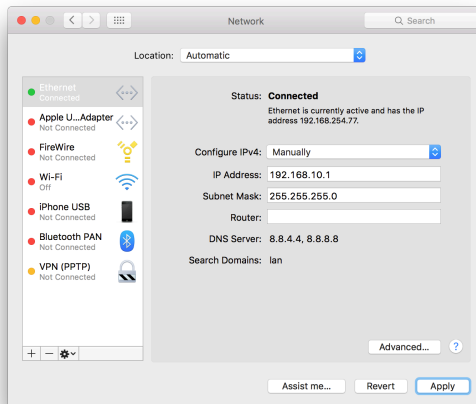 Network
Search
Location: Automatic
Ethernet
Connected
Apple U...Adapter
Not Connected
FireWire
Not Connected
Wi-Fi
Off
iPhone USB
Not Connected
Bluetooth PAN
Not Connected
VPN (PPTP)
Not Connected
Status: Connected
Ethernet is currently active and has the IP
address 192.168.254.77.
Configure IPv4: Manually
IP Address: 192.168.10.1
Subnet Mask: 255.255.255.0
Router:
DNS Server: 8.8.4.4, 8.8.8.8
Search Domains: lan
Advanced...
?
Assist me...
Revert
Apply